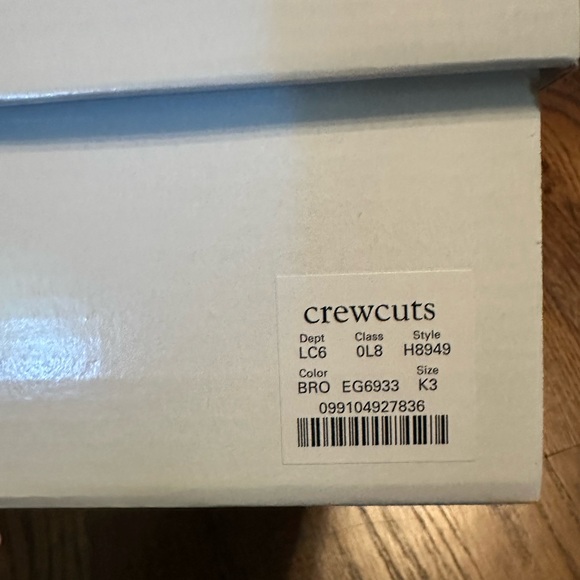 crewcuts
Dept Class Style
LC6 0L8 H8949
Color Size
BRO EG6933 K3
099104927836